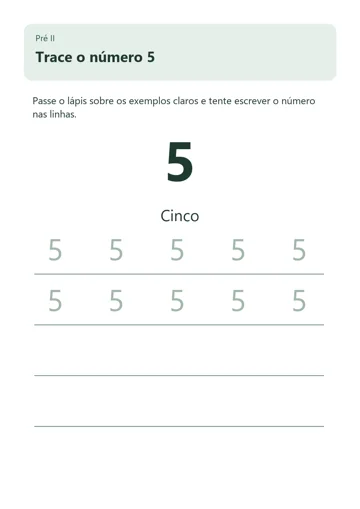 Pré II
Trace o número 5
Passe o lápis sobre os exemplos claros e tente escrever o número
nas linhas.
5
Cinco
5 5 5 5 5
5 5 5 5 5